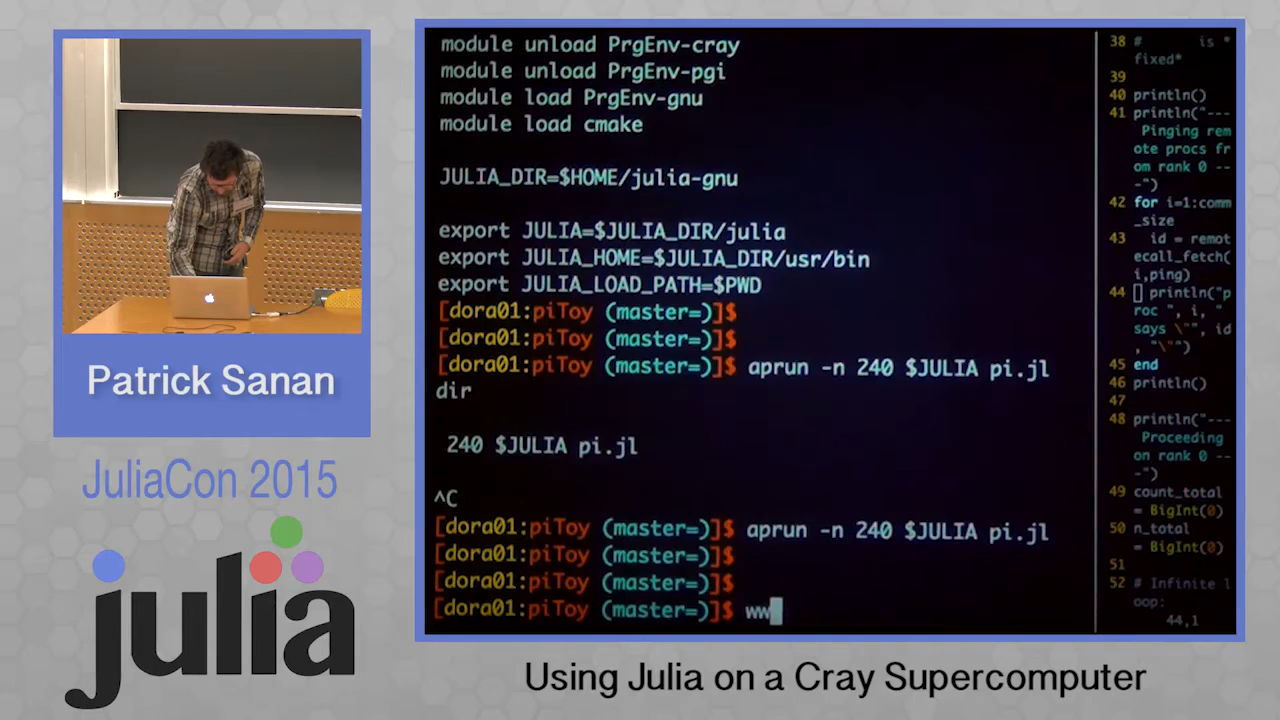 module unload PrgEnv-cray
module unload PrgEnv-pgi
module load PrgEnv-gnu
module load cmake
JULIA_DIR=$HOME/julia-gnu
export JULIA=$JULIA_DIR/julia
export JULIA_HOME=$JULIA_DIR/usr/bin
export JULIA_LOAD_PATH=$PWD
[dora01:piToy (master=)]$
[dora01:piToy (master=)]$
[dora01:piToy (master=)]$ aprun -n 240 $JULIA pi.jl
dir
240 $JULIA pi.jl
^C
[dora01:piToy (master=)]$ aprun -n 240 $JULIA pi.jl
[dora01:piToy (master=)]$
[dora01:piToy (master=)]$
[dora01:piToy (master=)]$ ww
38 # is *
fixed*
39
40 println()
41 println("---
Pinging rem
ote procs fr
om rank 0 --
-")
42 for i=1:comm
_size
43 id = remot
ecall_fetch(
i,ping)
44 println("p
roc ", i, "
says \"", id
, "\"")
45 end
46 println()
47
48 println("---
Proceeding
on rank 0 --
-")
49 count_total
= BigInt(0)
50 n_total
= BigInt(0)
51
52 # Infinite l
oop:
44,1
Patrick Sanan
JuliaCon 2015
julia
Using Julia on a Cray Supercomputer